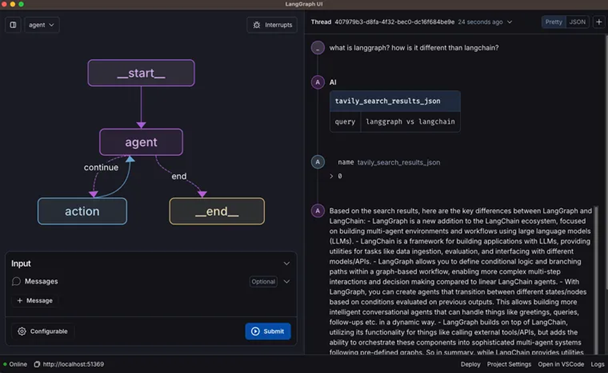 LangGraph UI
agent
Interrupts
__start__
agent
continue
end
action
__end__
Input
Messages
Optional
+ Message
Configurable
Submit
Thread 407979b3-d8fa-4f32-bec0-dc16f684be9e 24 seconds ago
Pretty JSON
what is langgraph? how is it different than langchain?
A AI
tavily_search_results_json
query langgraph vs langchain
A name tavily_search_results_json
> 0
A Based on the search results, here are the key differences between LangGraph and
LangChain: - LangGraph is a new addition to the LangChain ecosystem, focused
on building multi-agent environments and workflows using large language models
(LLMs). - LangChain is a framework for building applications with LLMs, providing
utilities for tasks like data ingestion, evaluation, and interfacing with different
models/APIs. - LangGraph allows you to define conditional logic and branching
paths within a graph-based workflow, enabling more complex multi-step
interactions and decision making compared to linear LangChain agents. - With
LangGraph, you can create agents that transition between different states/nodes
based on conditions evaluated on previous outputs. This allows building more
intelligent conversational agents that can handle things like greetings, queries,
follow-ups etc. in a dynamic way. - LangGraph builds on top of LangChain,
utilizing its functionality for things like calling external tools/APIs, but adds the
ability to orchestrate these components into sophisticated multi-agent systems
following pre-defined graphs. So in summary, while LangChain provides utilities
Online http://localhost:51369
Deploy Project Settings Open in VSCode Logs